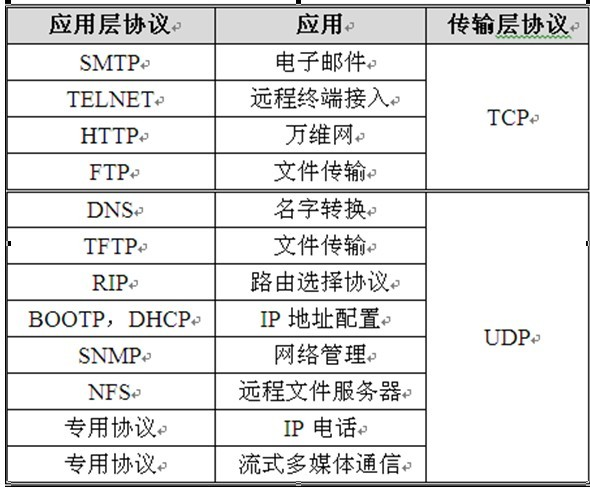 应用层协议 应用 传输层协议
SMTP 电子邮件
TELNET 远程终端接入
TCP
HTTP 万维网
FTP 文件传输
DNS 名字转换
TFTP 文件传输
RIP 路由选择协议
BOOTP，DHCP IP 地址配置
UDP
SNMP 网络管理
NFS 远程文件服务器
专用协议 IP 电话
专用协议 流式多媒体通信